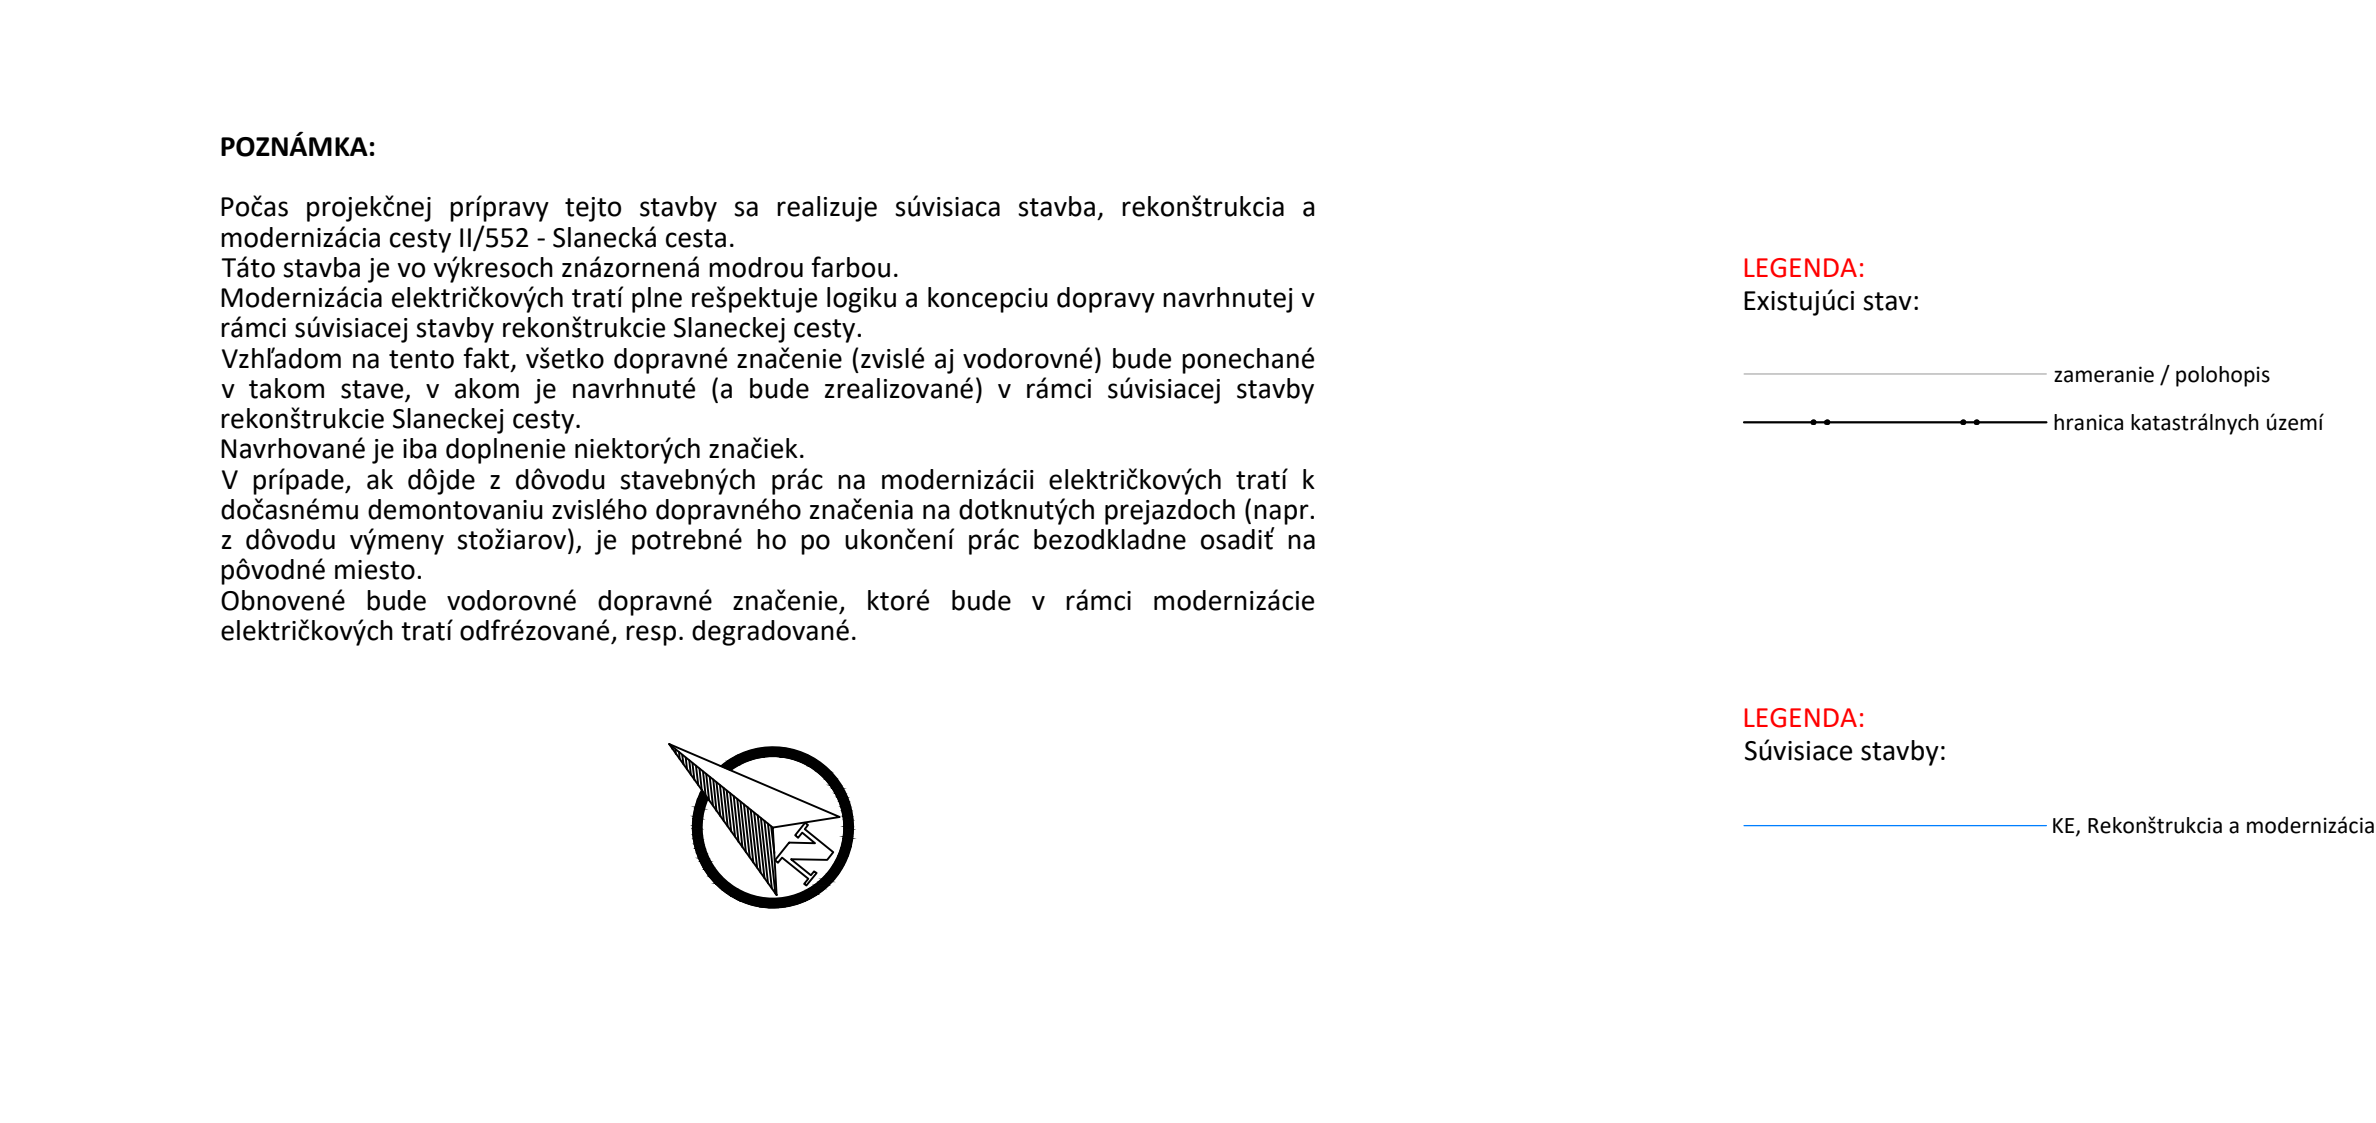 POZNÁMKA:
Počas projekčnej prípravy tejto stavby sa realizuje súvisiaca stavba, rekonštrukcia a
modernizácia cesty II/552 - Slanecká cesta.
Táto stavba je vo výkresoch znázornená modrou farbou.
Modernizácia električkových tratí plne rešpektuje logiku a koncepciu dopravy navrhnutej v
rámci súvisiacej stavby rekonštrukcie Slaneckej cesty.
Vzhľadom na tento fakt, všetko dopravné značenie (zvislé aj vodorovné) bude ponechané
v takom stave, v akom je navrhnuté (a bude zrealizované) v rámci súvisiacej stavby
rekonštrukcie Slaneckej cesty.
Navrhované je iba doplnenie niektorých značiek.
V prípade, ak dôjde z dôvodu stavebných prác na modernizácii električkových tratí k
dočasnému demontovaniu zvislého dopravného značenia na dotknutých prejazdoch (napr.
z dôvodu výmeny stožiarov), je potrebné ho po ukončení prác bezodkladne osadiť na
pôvodné miesto.
Obnovené bude vodorovné dopravné značenie, ktoré bude v rámci modernizácie
električkových tratí odfrézované, resp. degradované.
N
LEGENDA:
Existujúci stav:
zameranie / polohopis
hranica katastrálnych území
LEGENDA:
Súvisiace stavby:
KE, Rekonštrukcia a modernizácia